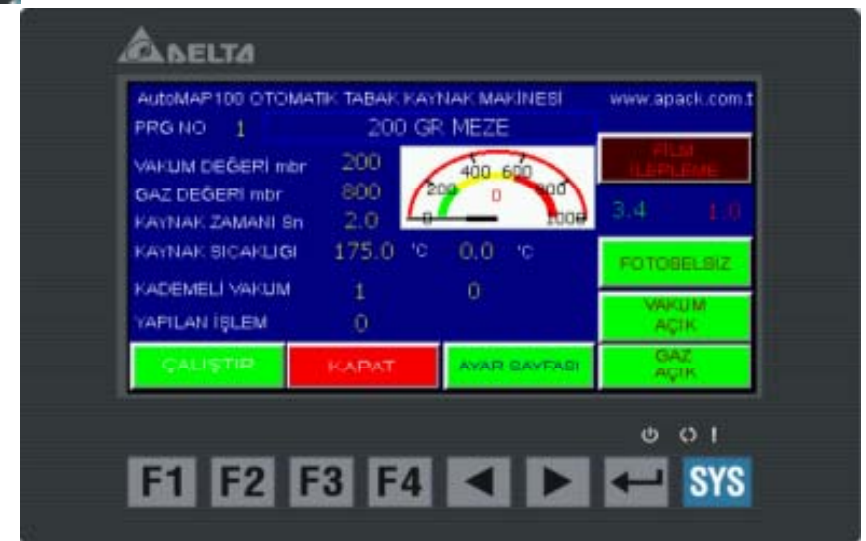 DELTA
AutoMAP100 OTOMATIK TABAK KAYNAK MAKİNESİ www.apack.com.t
PRG NO 1 200 GR MEZE
VAKUM DEĞERİ mbr 200
GAZ DEĞERİ mbr 800
KAYNAK ZAMANI Sn 2.0
0 200 400 600 800 1000
0
FILM
ILERLEME
3.4 1.0
KAYNAK SICAKLIGI 175.0 °C 0.0 °C
FOTOSELSIZ
KADEMELİ VAKUM 1 0
YAPILAN İŞLEM 0
VAKUM
AÇIK
ÇALIŞTIR KAPAT AYAR SAYFASI
GAZ
AÇIK
F1 F2 F3 F4 SYS